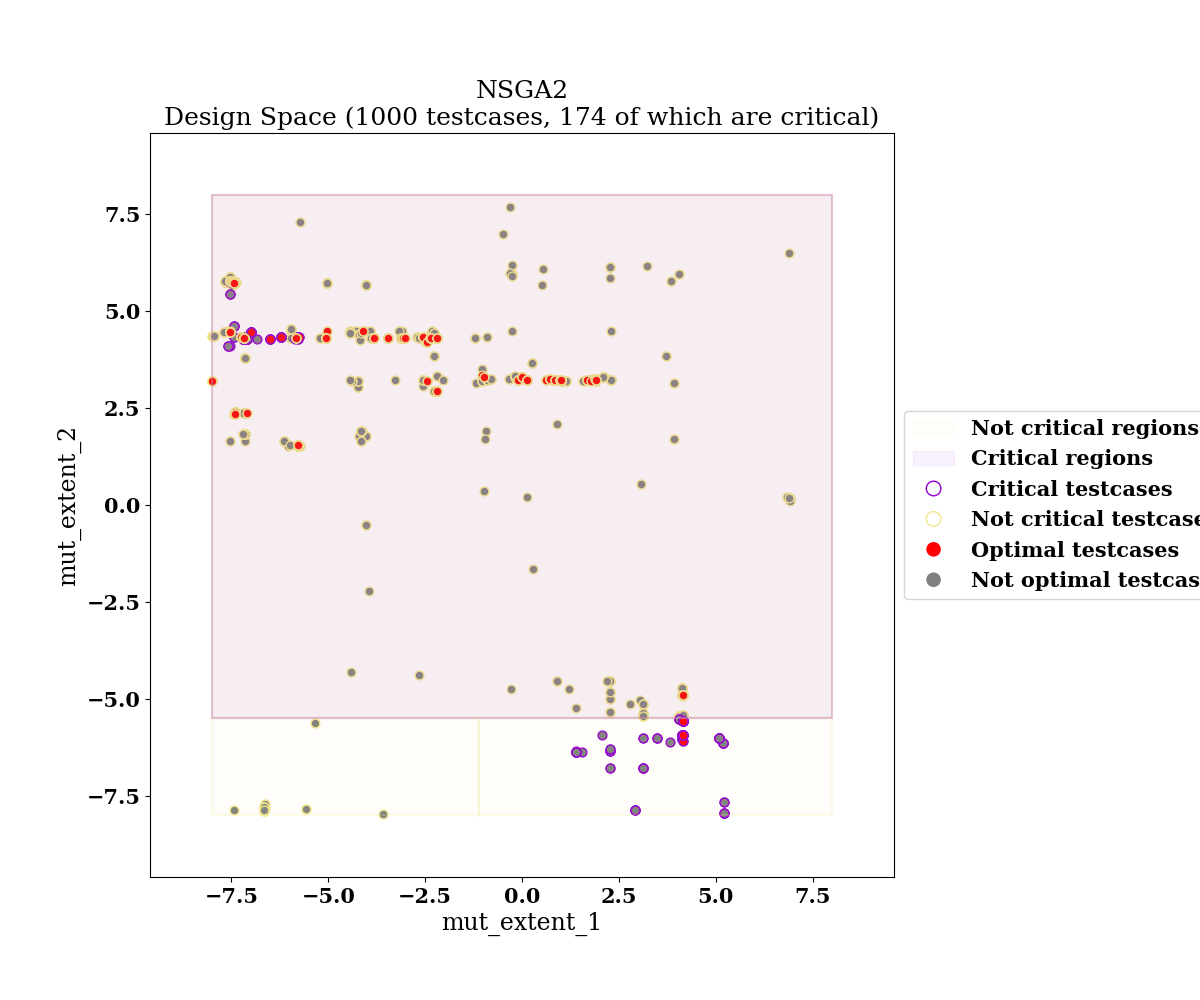 NSGA2
Design Space (1000 testcases, 174 of which are critical)
7.5
5.0
2.5
0.0
−2.5
−5.0
−7.5
mut_extent_2
−7.5 −5.0 −2.5 0.0 2.5 5.0 7.5
mut_extent_1
Not critical regions
Critical regions
Critical testcases
Not critical testcase
Optimal testcases
Not optimal testcas